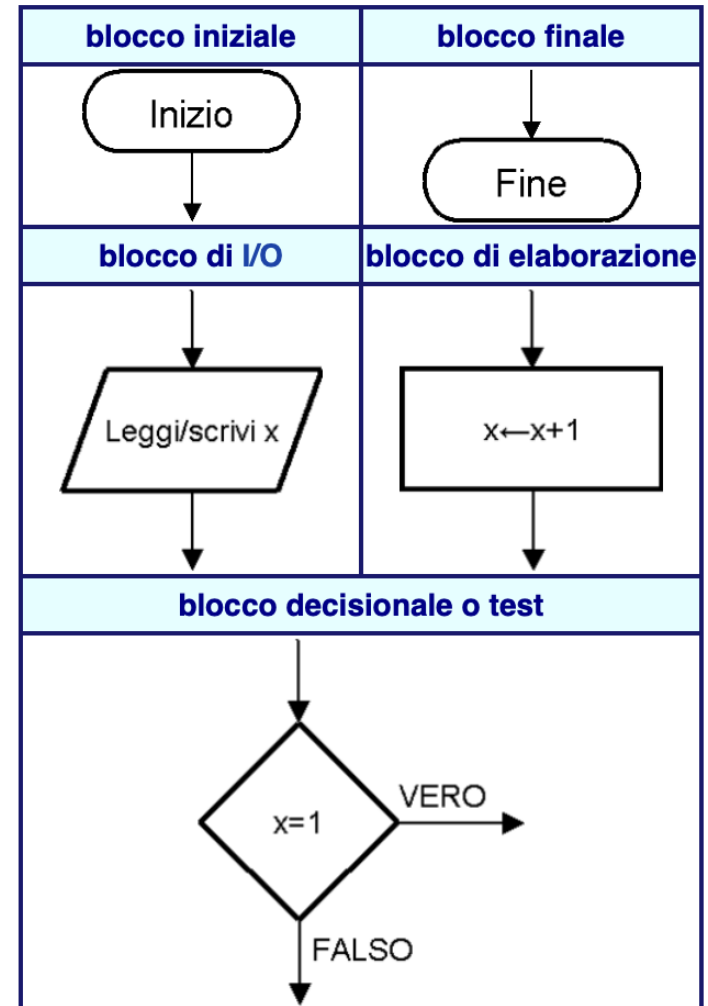 blocco iniziale
blocco finale
Inizio
Fine
blocco di I/O
blocco di elaborazione
Leggi/scrivi x
x←x+1
blocco decisionale o test
x=1
VERO
FALSO